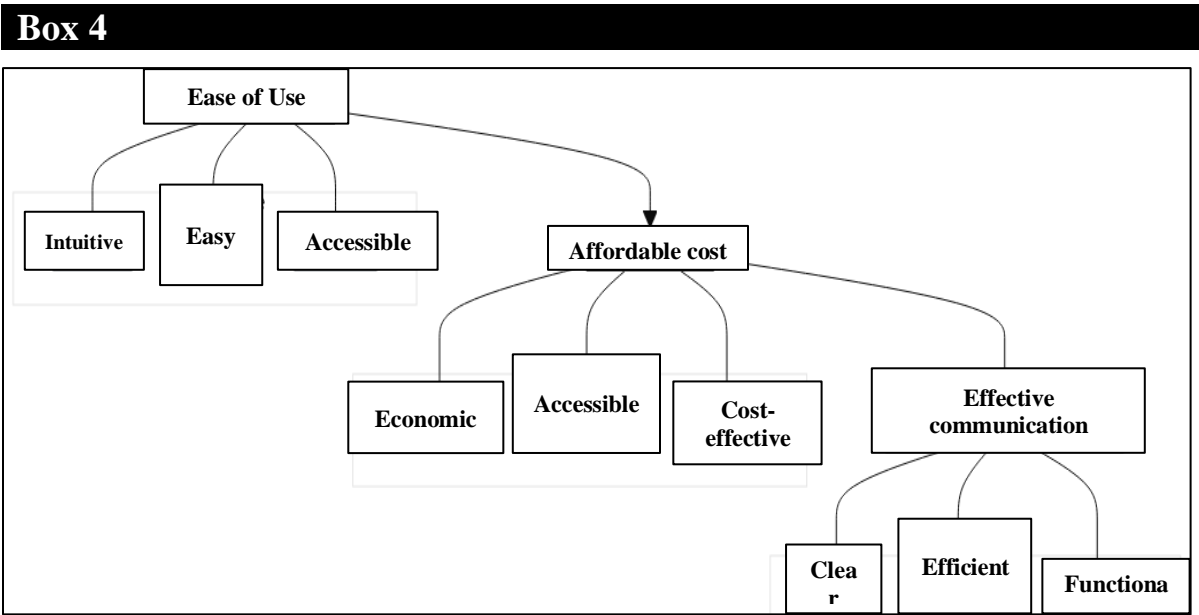 Box 4
Ease of Use
Intuitive
Easy
Accessible
Affordable cost
Economic
Accessible
Cost-
effective
Effective
communication
Clea
r
Efficient
Functiona